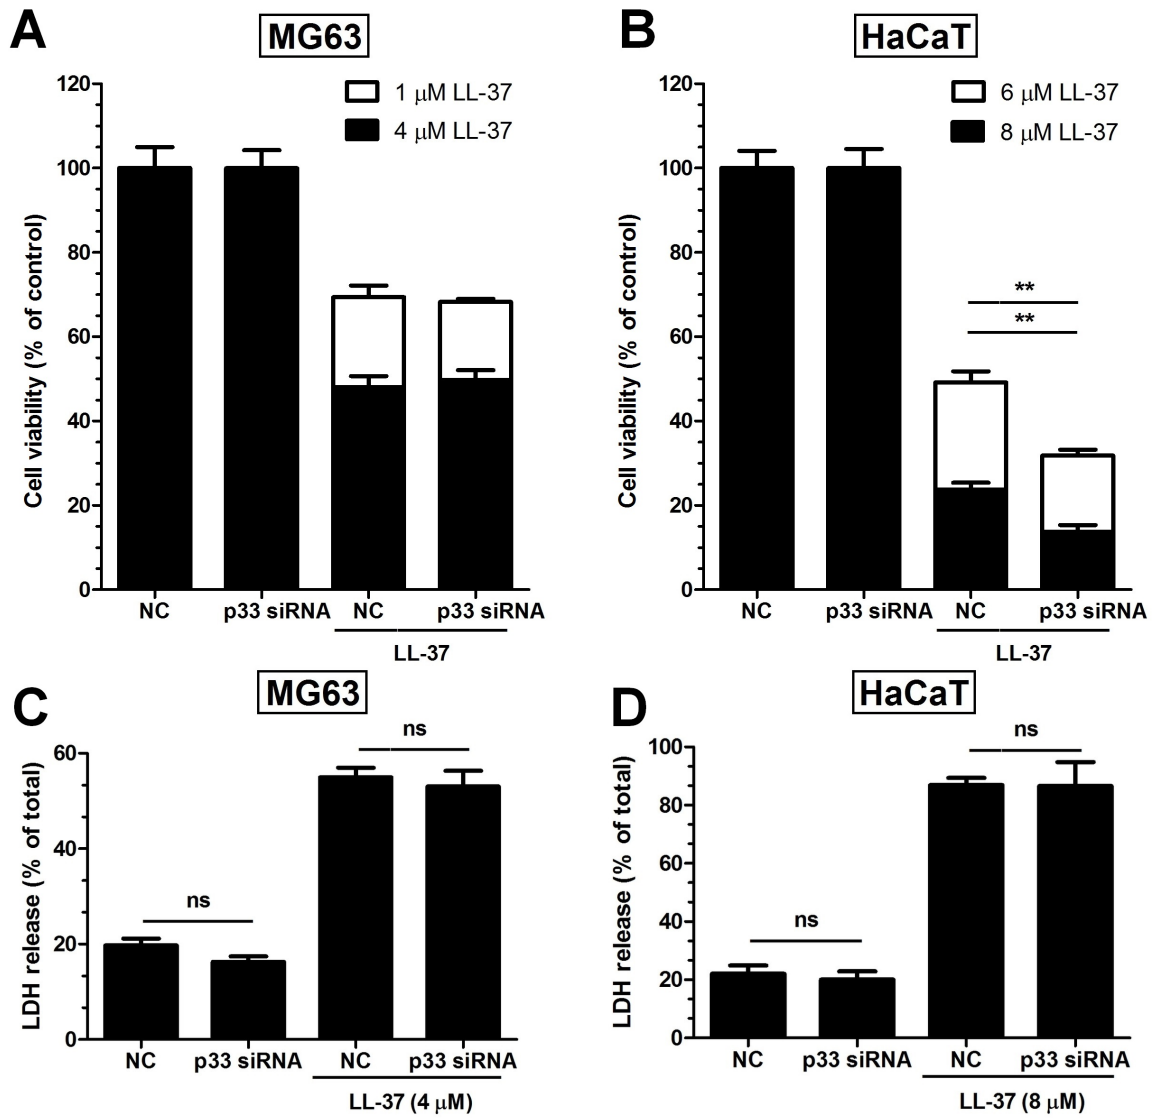 A
MG63
Cell viability (% of control)
120
100
80
60
40
20
0
1 μM LL-37
4 μM LL-37
NC
p33 siRNA
NC
p33 siRNA
LL-37
B
HaCaT
Cell viability (% of control)
120
100
80
60
40
20
0
6 μM LL-37
8 μM LL-37
**
**
NC
p33 siRNA
NC
p33 siRNA
LL-37
C
MG63
LDH release (% of total)
60
40
20
0
ns
ns
NC
p33 siRNA
NC
p33 siRNA
LL-37 (4 μM)
D
HaCaT
LDH release (% of total)
100
80
60
40
20
0
ns
ns
NC
p33 siRNA
NC
p33 siRNA
LL-37 (8 μM)